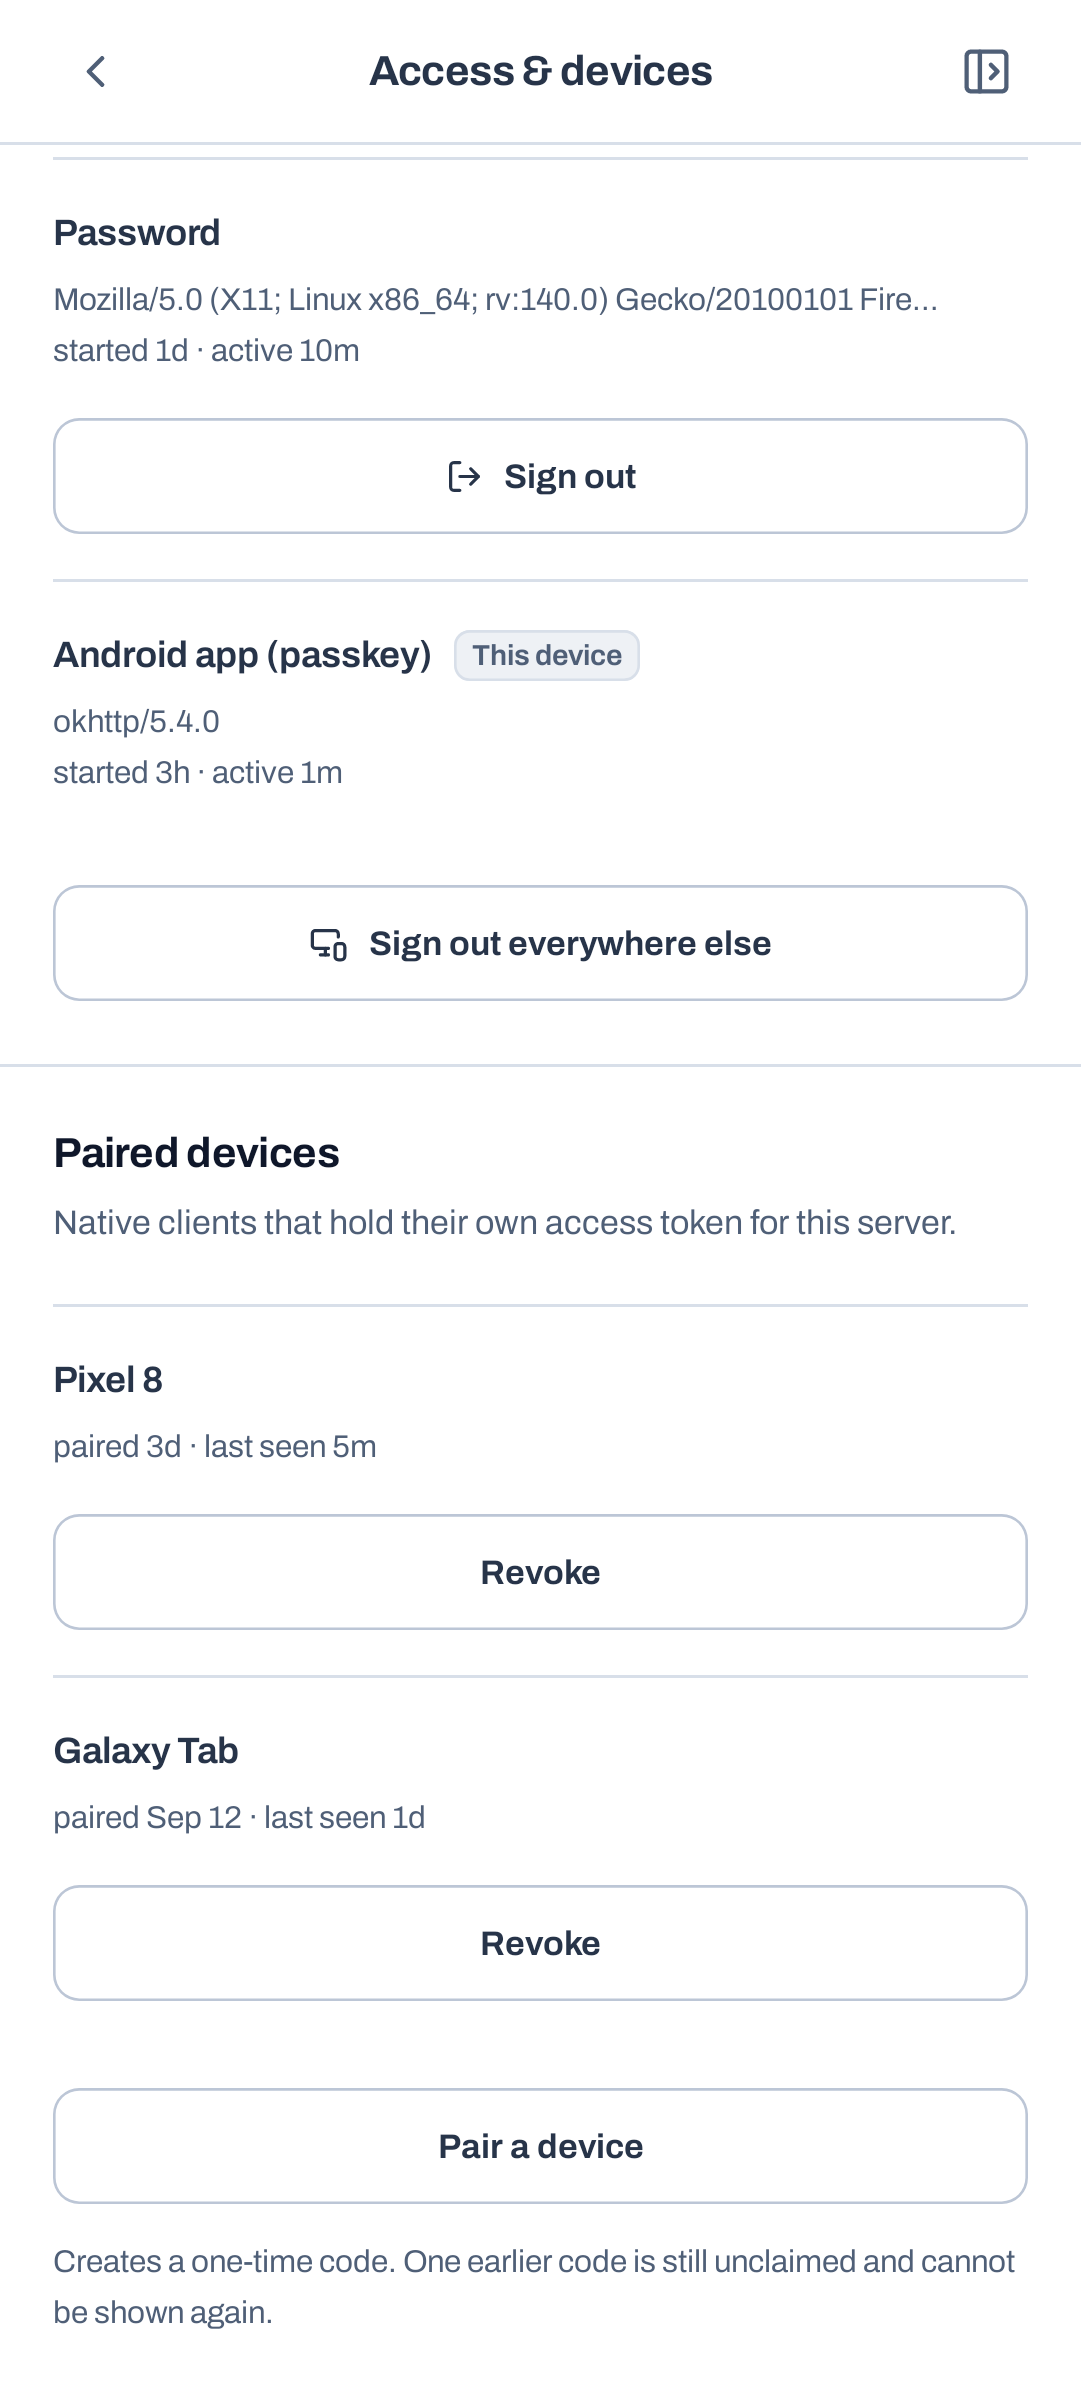 Access & devices
Password
Mozilla/5.0 (X11; Linux x86_64; rv:140.0) Gecko/20100101 Fire...
started 1d · active 10m
Sign out
Android app (passkey) This device
okhttp/5.4.0
started 3h · active 1m
Sign out everywhere else
Paired devices
Native clients that hold their own access token for this server.
Pixel 8
paired 3d · last seen 5m
Revoke
Galaxy Tab
paired Sep 12 · last seen 1d
Revoke
Pair a device
Creates a one-time code. One earlier code is still unclaimed and cannot
be shown again.